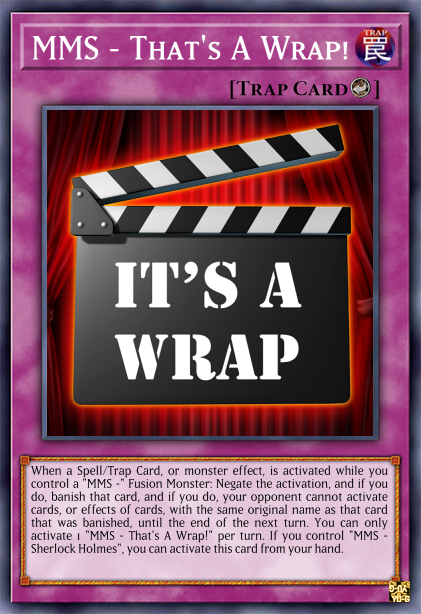 MMS - That's A Wrap!
TRAP
罠
[Trap Card]
IT'S A
WRAP
When a Spell/Trap Card, or monster effect, is activated while you
control a "MMS -" Fusion Monster: Negate the activation, and if you
do, banish that card, and if you do, your opponent cannot activate
cards, or effects of cards, with the same original name as that card
that was banished, until the end of the next turn. You can only
activate 1 "MMS - That's A Wrap!" per turn. If you control "MMS -
Sherlock Holmes", you can activate this card from your hand.